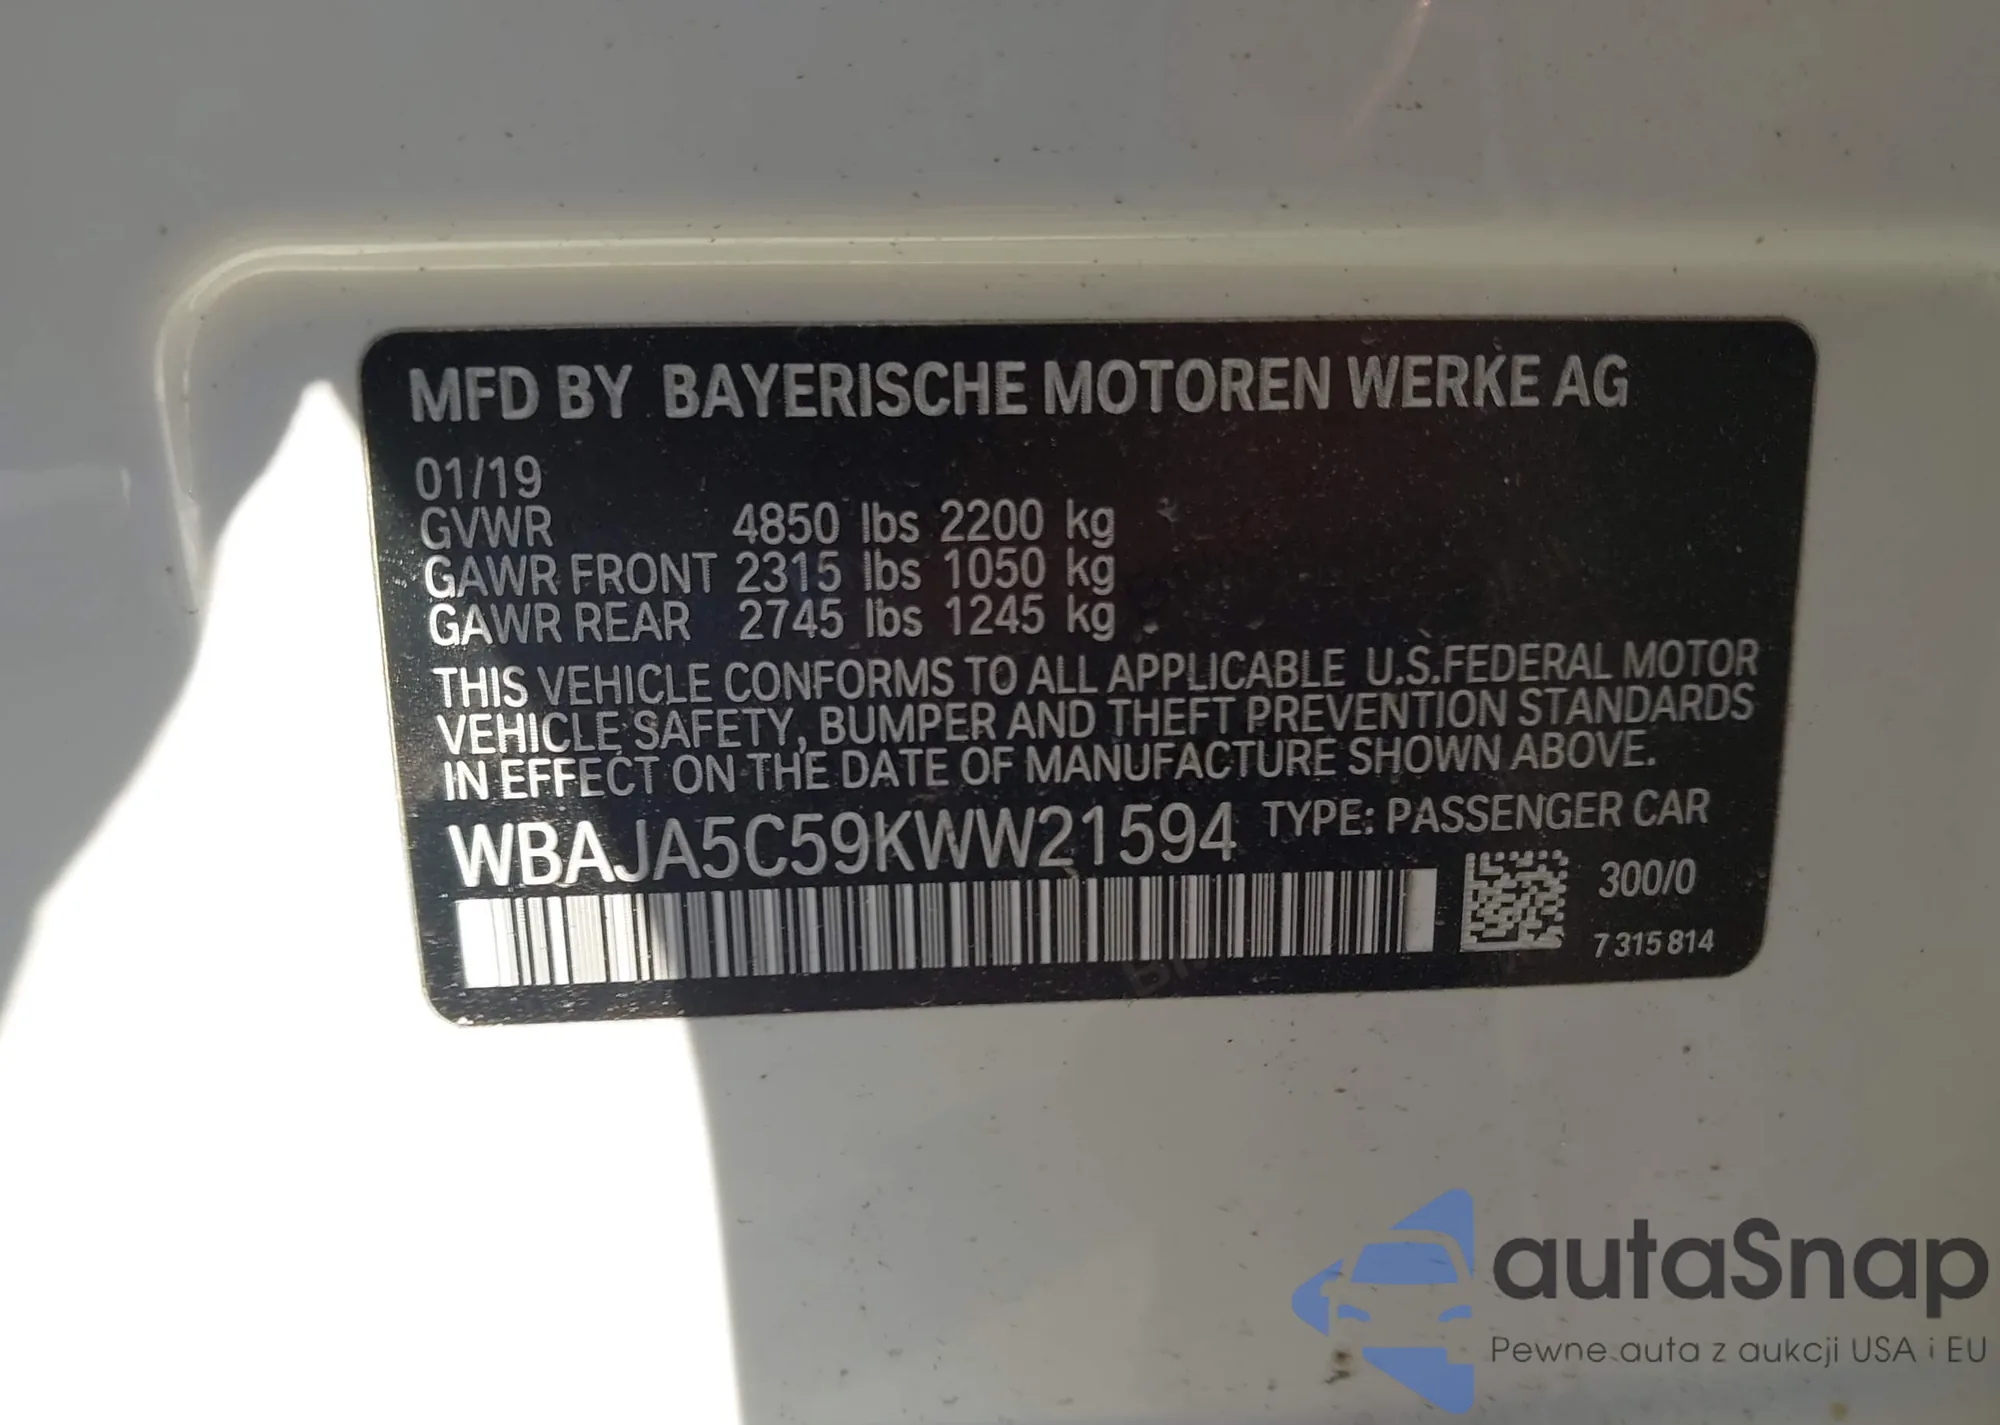 MFD BY BAYERISCHE MOTOREN WERKE AG
01/19
GVWR 4850 lbs 2200 kg
GAWR FRONT 2315 lbs 1050 kg
GAWR REAR 2745 lbs 1245 kg
THIS VEHICLE CONFORMS TO ALL APPLICABLE U.S.FEDERAL MOTOR
VEHICLE SAFETY, BUMPER AND THEFT PREVENTION STANDARDS
IN EFFECT ON THE DATE OF MANUFACTURE SHOWN ABOVE.
WBAJA5C59KWW21594 TYPE: PASSENGER CAR
300/0
7 315 814
autaSnap
Pewne auta z aukcji USA i EU